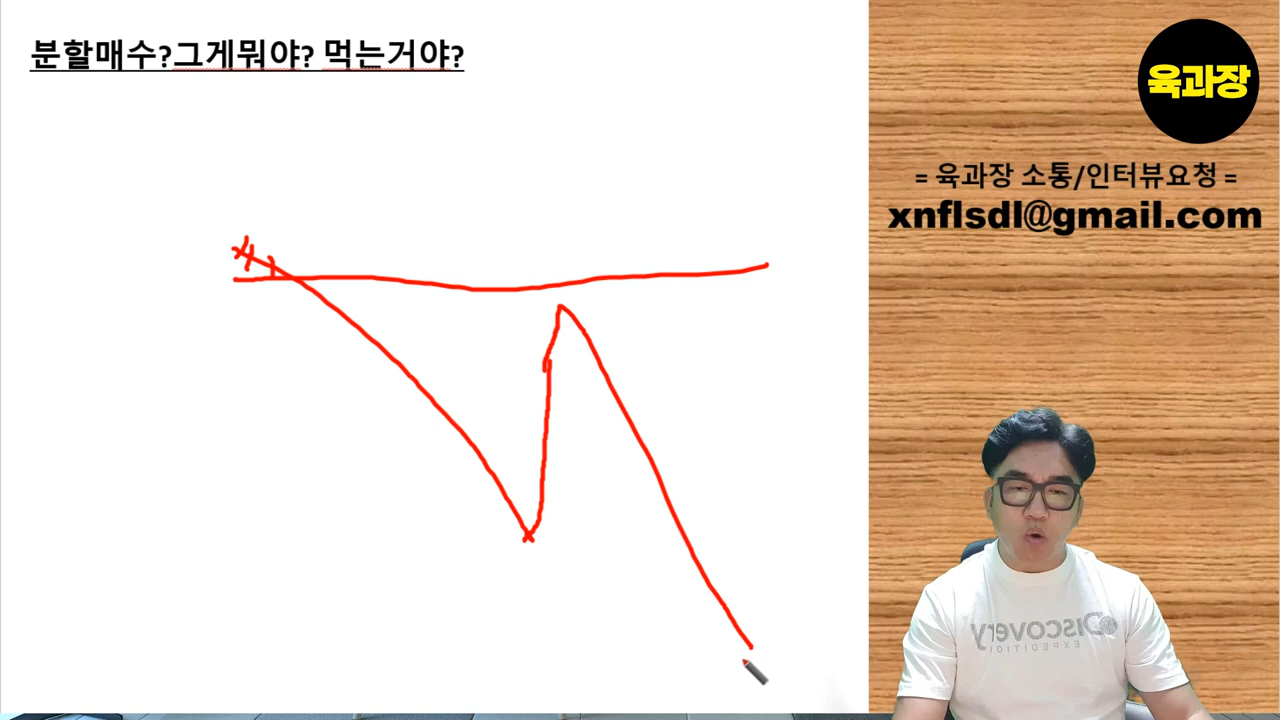 분할매수?그게뭐야? 먹는거야?
육과장
= 육과장 소통/인터뷰요청 =
xnflsdl@gmail.com
Discovery
EXPEDITION